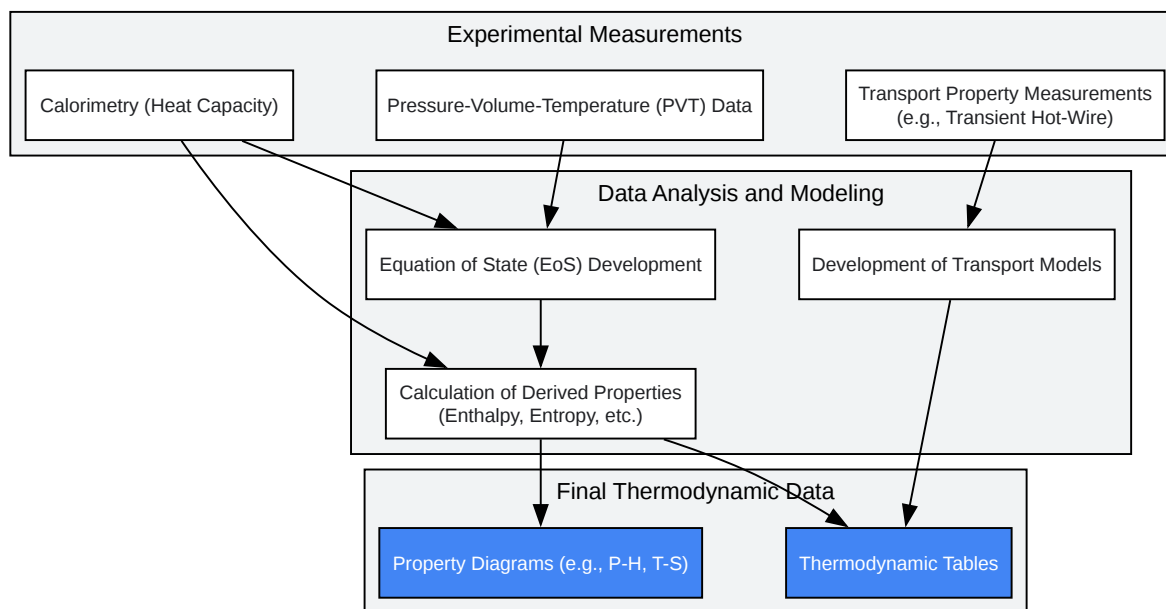 Experimental Measurements
Calorimetry (Heat Capacity)
Pressure-Volume-Temperature (PVT) Data
Transport Property Measurements
(e.g., Transient Hot-Wire)
Data Analysis and Modeling
Equation of State (EoS) Development
Development of Transport Models
Calculation of Derived Properties
(Enthalpy, Entropy, etc.)
Final Thermodynamic Data
Property Diagrams (e.g., P-H, T-S)
Thermodynamic Tables